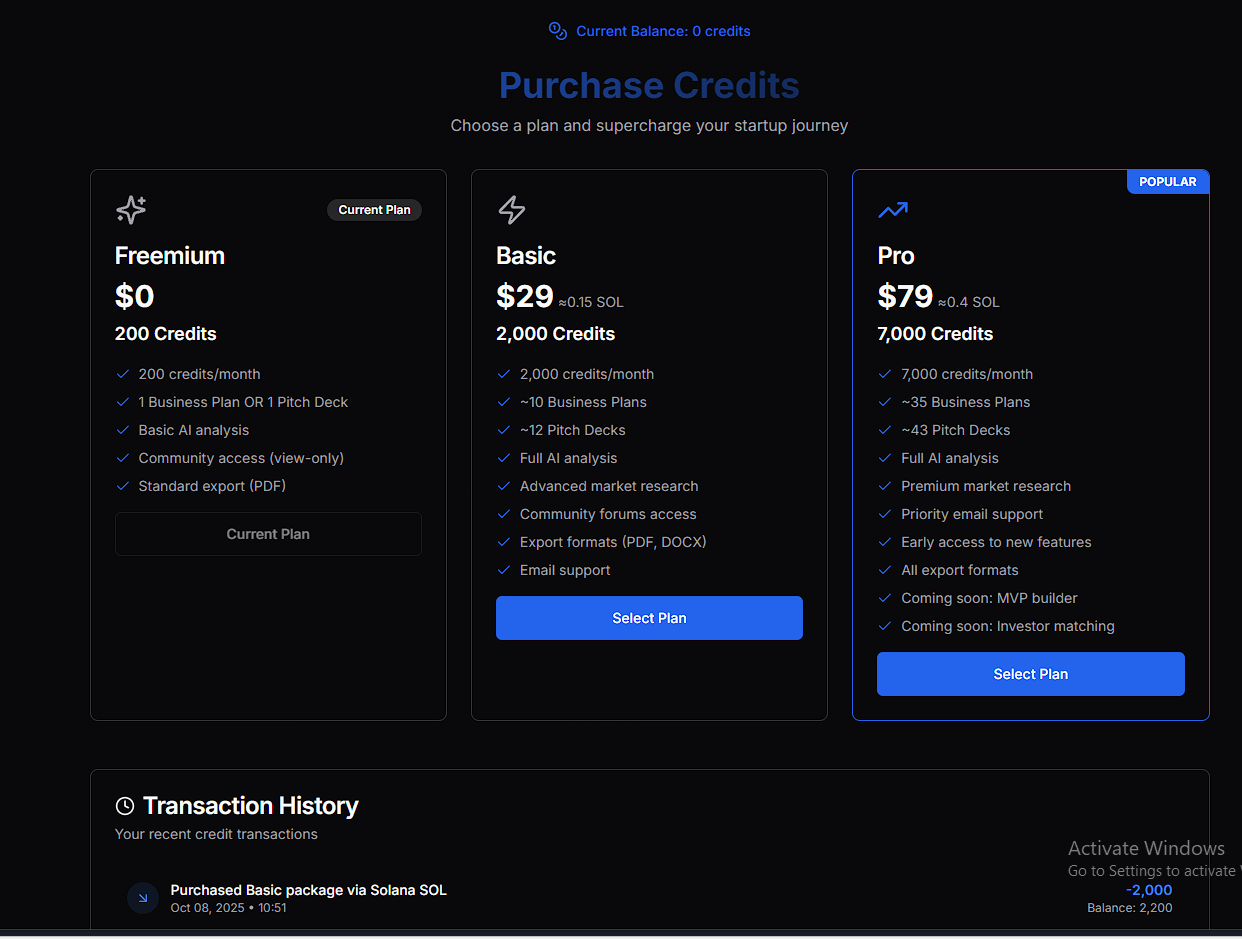 Current Balance: 0 credits
Purchase Credits
Choose a plan and supercharge your startup journey
Current Plan
Freemium
$0
200 Credits
200 credits/month
1 Business Plan OR 1 Pitch Deck
Basic AI analysis
Community access (view-only)
Standard export (PDF)
Current Plan
Basic
$29 ≈0.15 SOL
2,000 Credits
2,000 credits/month
~10 Business Plans
~12 Pitch Decks
Full AI analysis
Advanced market research
Community forums access
Export formats (PDF, DOCX)
Email support
Select Plan
POPULAR
Pro
$79 ≈0.4 SOL
7,000 Credits
7,000 credits/month
~35 Business Plans
~43 Pitch Decks
Full AI analysis
Premium market research
Priority email support
Early access to new features
All export formats
Coming soon: MVP builder
Coming soon: Investor matching
Select Plan
Transaction History
Your recent credit transactions
Purchased Basic package via Solana SOL
Oct 08, 2025 • 10:51
-2,000
Balance: 2,200
Activate Windows
Go to Settings to activate